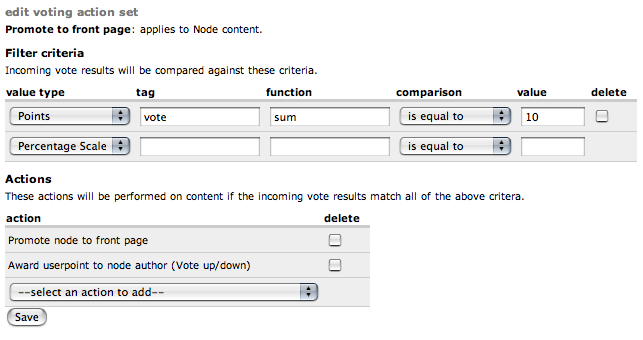 edit voting action set
Promote to front page: applies to Node content.
Filter criteria
Incoming vote results will be compared against these criteria.
value type tag function comparison value delete
Points vote sum is equal to 10
Percentage Scale is equal to
Actions
These actions will be performed on content if the incoming vote results match all of the above critera.
action delete
Promote node to front page
Award userpoint to node author (Vote up/down)
--select an action to add--
Save